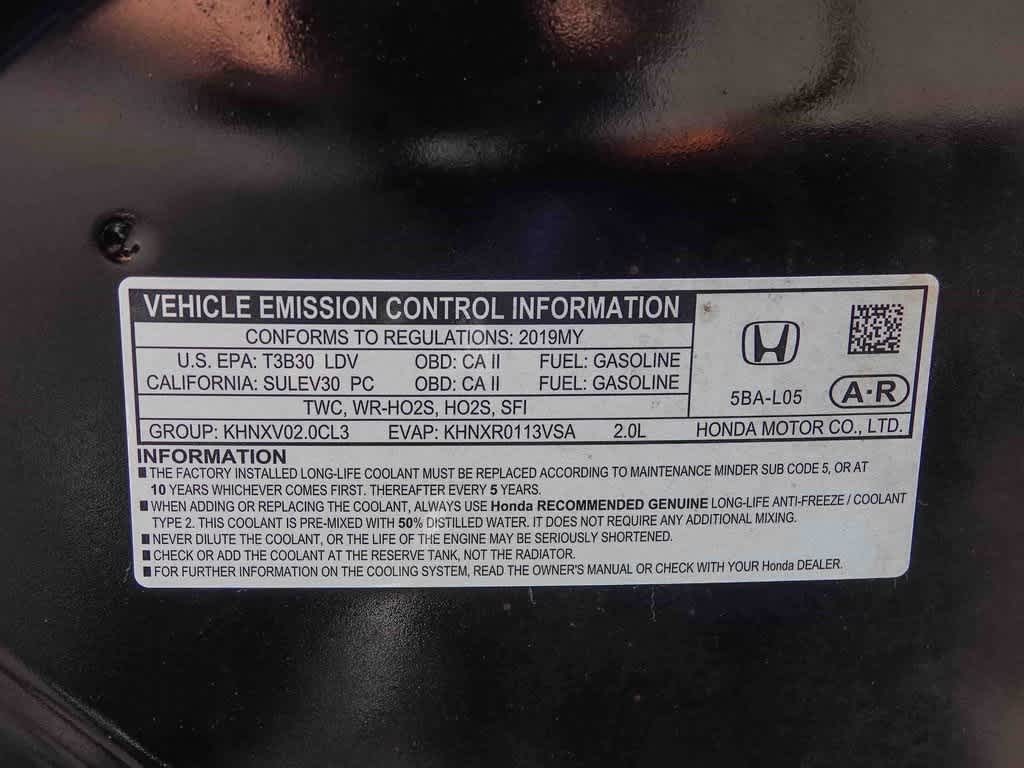 VEHICLE EMISSION CONTROL INFORMATION
CONFORMS TO REGULATIONS: 2019MY
U.S. EPA: T3B30 LDV OBD: CA II FUEL: GASOLINE
CALIFORNIA: SULEV30 PC OBD: CA II FUEL: GASOLINE
TWC, WR-HO2S, HO2S, SFI
5BA-L05 A·R
GROUP: KHNXV02.0CL3 EVAP: KHNXR0113VSA 2.0L HONDA MOTOR CO., LTD.
INFORMATION
■ THE FACTORY INSTALLED LONG-LIFE COOLANT MUST BE REPLACED ACCORDING TO MAINTENANCE MINDER SUB CODE 5, OR AT
10 YEARS WHICHEVER COMES FIRST. THEREAFTER EVERY 5 YEARS.
■ WHEN ADDING OR REPLACING THE COOLANT, ALWAYS USE Honda RECOMMENDED GENUINE LONG-LIFE ANTI-FREEZE / COOLANT
TYPE 2. THIS COOLANT IS PRE-MIXED WITH 50% DISTILLED WATER. IT DOES NOT REQUIRE ANY ADDITIONAL MIXING.
■ NEVER DILUTE THE COOLANT, OR THE LIFE OF THE ENGINE MAY BE SERIOUSLY SHORTENED.
■ CHECK OR ADD THE COOLANT AT THE RESERVE TANK, NOT THE RADIATOR.
■ FOR FURTHER INFORMATION ON THE COOLING SYSTEM, READ THE OWNER'S MANUAL OR CHECK WITH YOUR Honda DEALER.